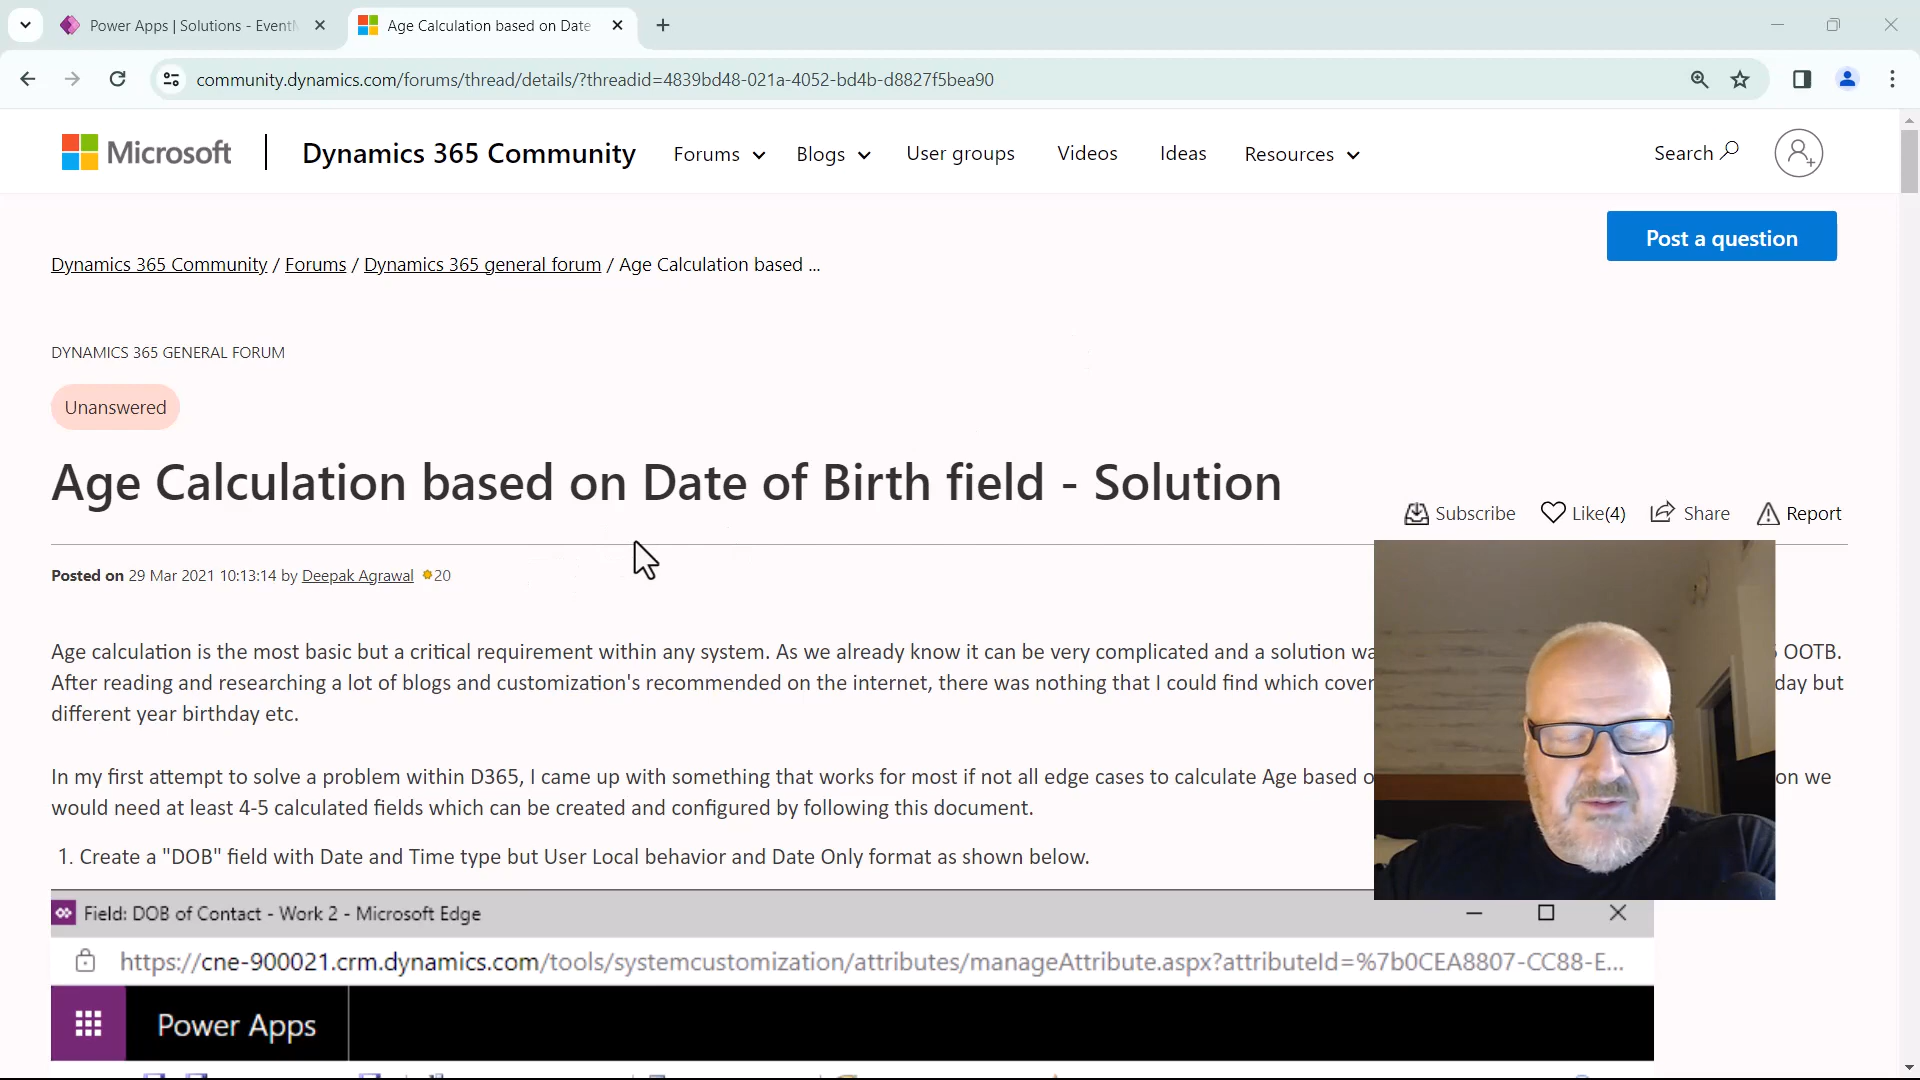 Power Apps | Solutions - Event
Age Calculation based on Date
community.dynamics.com/forums/thread/details/?threadid=4839bd48-021a-4052-bd4b-d8827f5bea90
Microsoft
Dynamics 365 Community
Forums
Blogs
User groups
Videos
Ideas
Resources
Search
Post a question
Dynamics 365 Community / Forums / Dynamics 365 general forum / Age Calculation based ...
DYNAMICS 365 GENERAL FORUM
Unanswered
Age Calculation based on Date of Birth field - Solution
Subscribe
Like(4)
Share
Report
Posted on 29 Mar 2021 10:13:14 by Deepak Agrawal 20
Age calculation is the most basic but a critical requirement within any system. As we already know it can be very complicated and a solution OOTB.
After reading and researching a lot of blogs and customization's recommended on the internet, there was nothing that I could find which day but
different year birthday etc.
In my first attempt to solve a problem within D365, I came up with something that works for most if not all edge cases to calculate Age based on we
would need at least 4-5 calculated fields which can be created and configured by following this document.
1. Create a "DOB" field with Date and Time type but User Local behavior and Date Only format as shown below.
Field: DOB of Contact - Work 2 - Microsoft Edge
https://cne-900021.crm.dynamics.com/tools/systemcustomization/attributes/manageAttribute.aspx?attributeId=%7b0CEA8807-CC88-E...
Power Apps